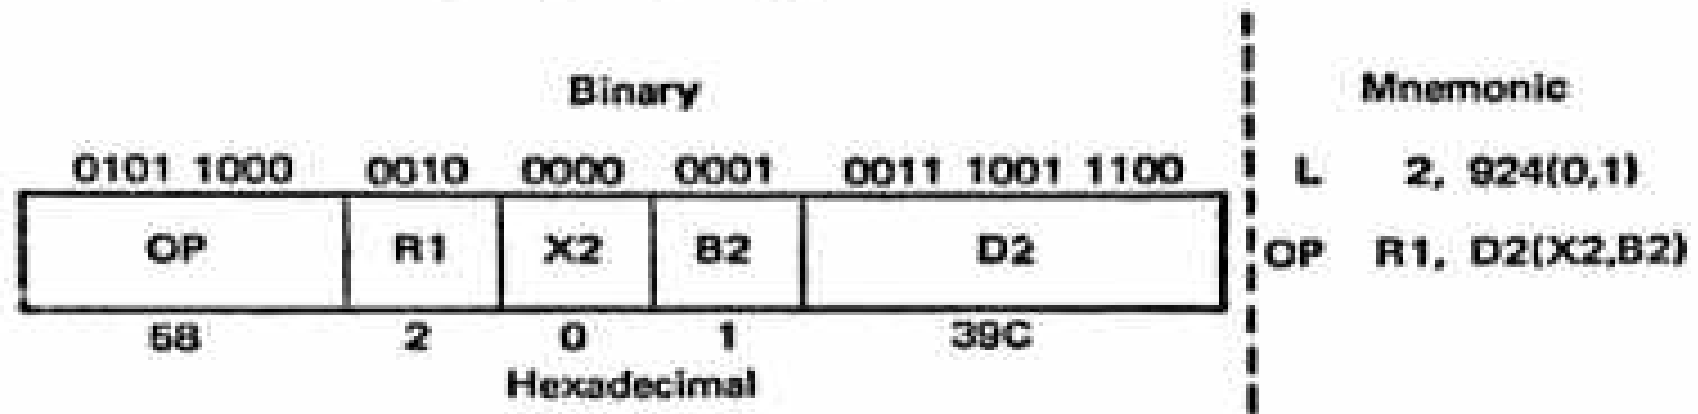 Binary
Mnemonic
0101 1000 0010 0000 0001 0011 1001 1100
L 2, 924(0,1)
OP R1 X2 B2 D2
OP R1, D2(X2,B2)
58 2 0 1 39C
Hexadecimal